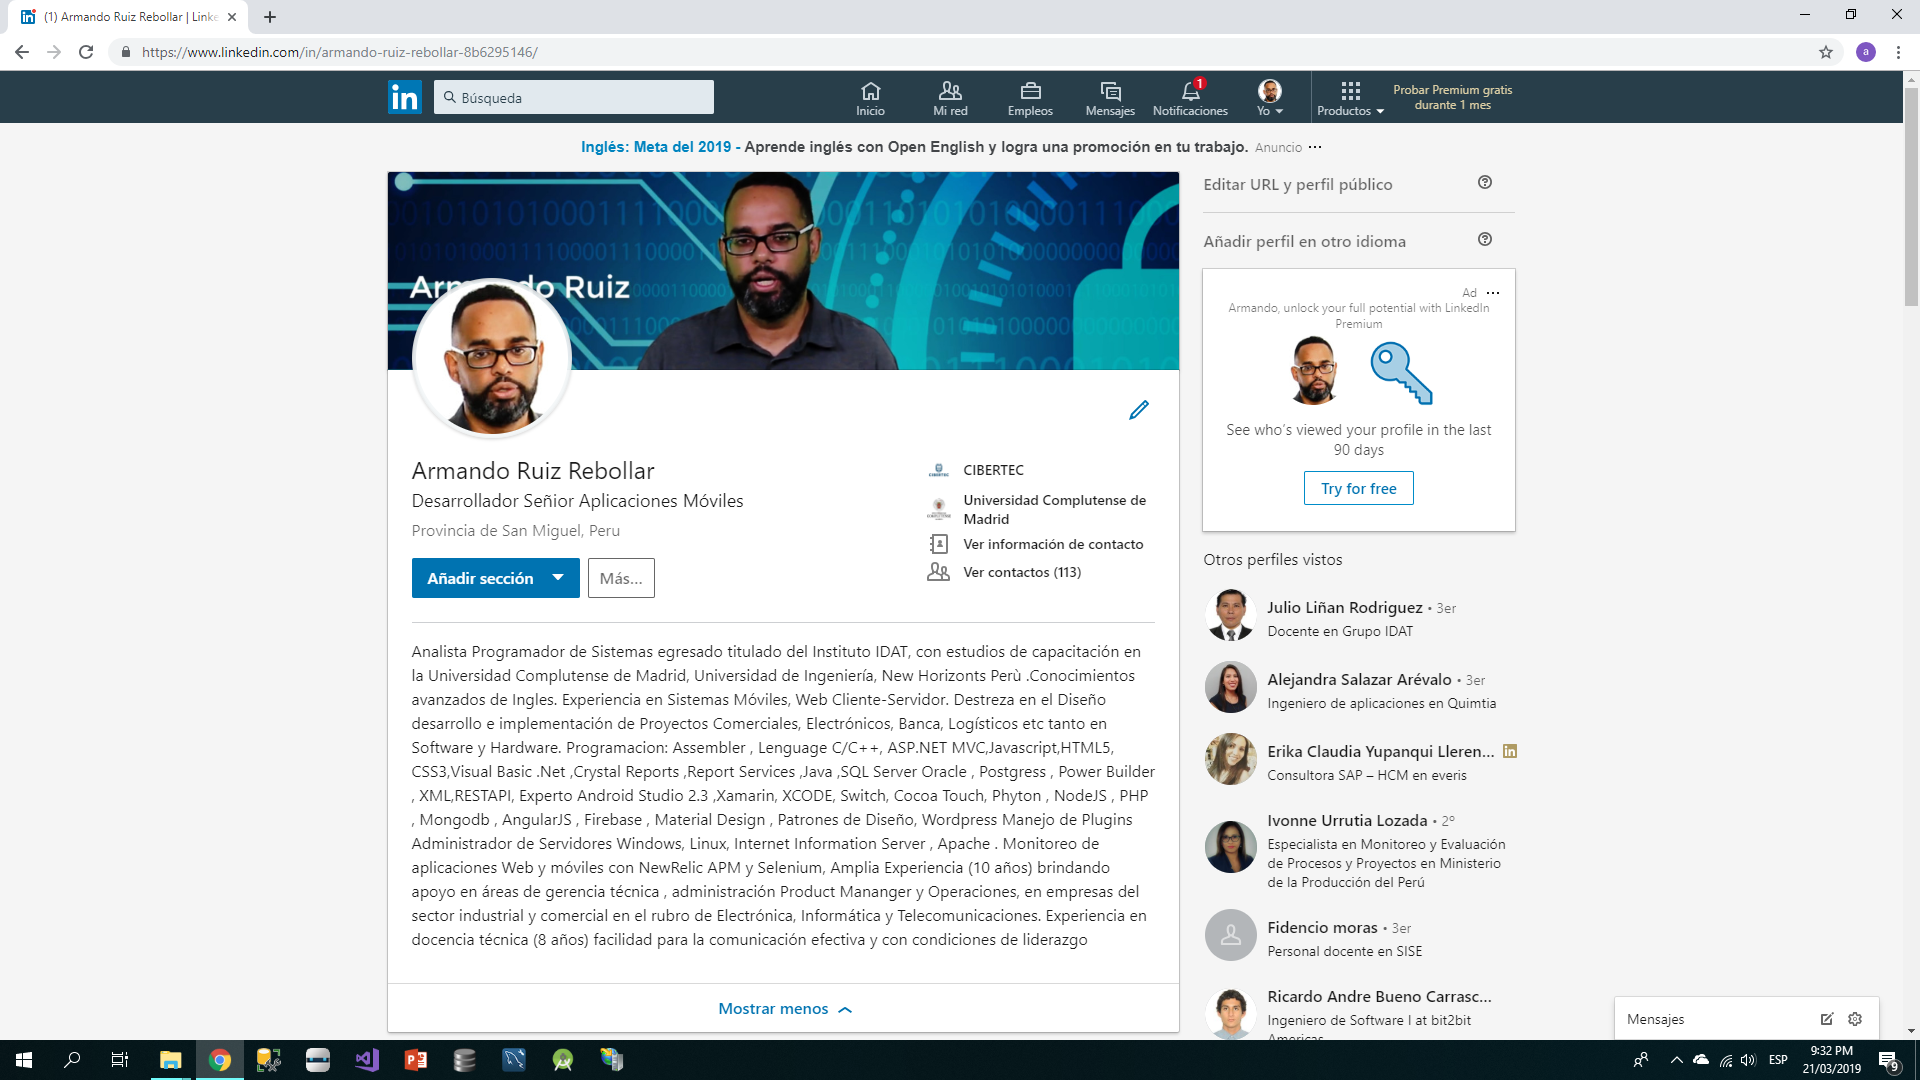 (1) Armando Ruiz Rebollar | Linke
https://www.linkedin.com/in/armando-ruiz-rebollar-8b6295146/
a
in
Búsqueda
Inicio
Mi red
Empleos
Mensajes
1
Notificaciones
Yo
Productos
Probar Premium gratis
durante 1 mes
Inglés: Meta del 2019 - Aprende inglés con Open English y logra una promoción en tu trabajo. Anuncio ...
Armando Ruiz
Armando Ruiz Rebollar
Desarrollador Señior Aplicaciones Móviles
Provincia de San Miguel, Peru
Añadir sección
Más...
CIBERTEC
Universidad Complutense de
Madrid
Ver información de contacto
Ver contactos (113)
Analista Programador de Sistemas egresado titulado del Instituto IDAT, con estudios de capacitación en
la Universidad Complutense de Madrid, Universidad de Ingeniería, New Horizonts Perù .Conocimientos
avanzados de Ingles. Experiencia en Sistemas Móviles, Web Cliente-Servidor. Destreza en el Diseño
desarrollo e implementación de Proyectos Comerciales, Electrónicos, Banca, Logísticos etc tanto en
Software y Hardware. Programacion: Assembler , Lenguage C/C++, ASP.NET MVC,Javascript,HTML5,
CSS3,Visual Basic .Net ,Crystal Reports ,Report Services ,Java ,SQL Server Oracle , Postgress , Power Builder
, XML,RESTAPI, Experto Android Studio 2.3 ,Xamarin, XCODE, Switch, Cocoa Touch, Phyton , NodeJS , PHP
, Mongodb , AngularJS , Firebase , Material Design , Patrones de Diseño, Wordpress Manejo de Plugins
Administrador de Servidores Windows, Linux, Internet Information Server , Apache . Monitoreo de
aplicaciones Web y móviles con NewRelic APM y Selenium, Amplia Experiencia (10 años) brindando
apoyo en áreas de gerencia técnica , administración Product Mananger y Operaciones, en empresas del
sector industrial y comercial en el rubro de Electrónica, Informática y Telecomunicaciones. Experiencia en
docencia técnica (8 años) facilidad para la comunicación efectiva y con condiciones de liderazgo
Mostrar menos
Editar URL y perfil público
Añadir perfil en otro idioma
Ad ...
Armando, unlock your full potential with LinkedIn
Premium
See who's viewed your profile in the last
90 days
Try for free
Otros perfiles vistos
Julio Liñan Rodriguez • 3er
Docente en Grupo IDAT
Alejandra Salazar Arévalo • 3er
Ingeniero de aplicaciones en Quimtia
Erika Claudia Yupanqui Lleren... in
Consultora SAP – HCM en everis
Ivonne Urrutia Lozada • 2º
Especialista en Monitoreo y Evaluación
de Procesos y Proyectos en Ministerio
de la Producción del Perú
Fidencio moras • 3er
Personal docente en SISE
Ricardo Andre Bueno Carrasc...
Ingeniero de Software I at bit2bit
Americas
Mensajes
ESP
9:32 PM
21/03/2019
9